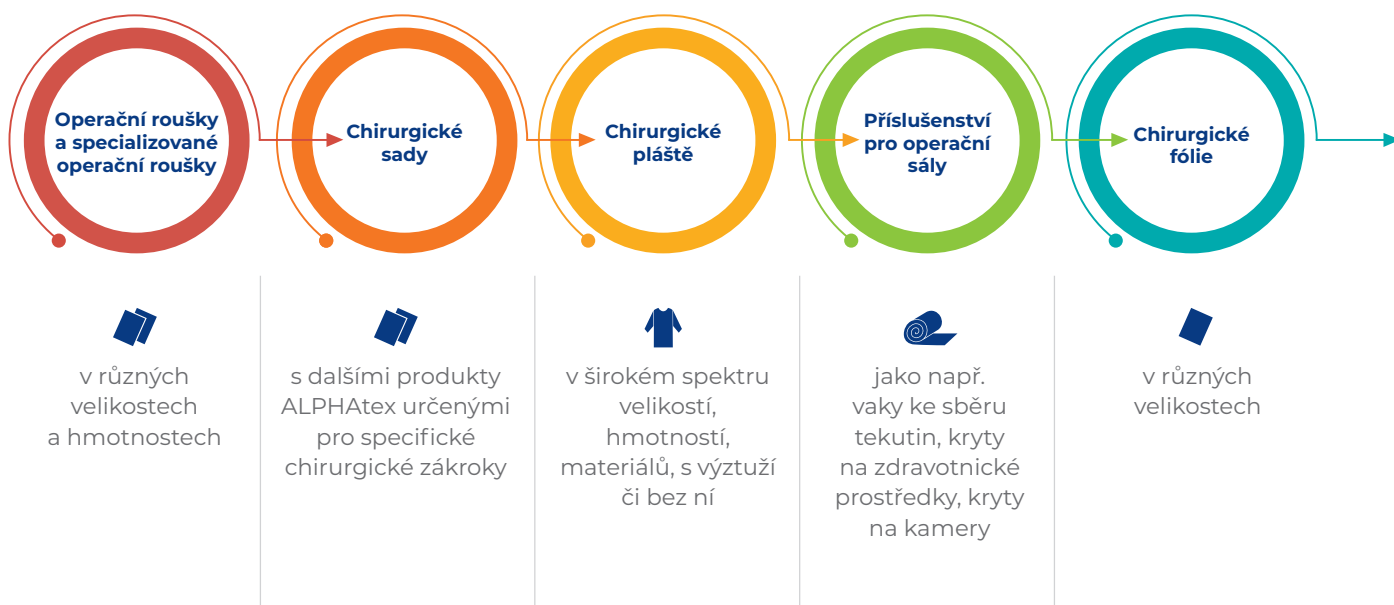 Operační roušky
a specializované
operační roušky
Chirurgické
sady
Chirurgické
pláště
Příslušenství
pro operační
sály
Chirurgické
fólie
v různých
velikostech
a hmotnostech
s dalšími produkty
ALPHAtex určenými
pro specifické
chirurgické zákroky
v širokém spektru
velikostí,
hmotností,
materiálů, s výztuží
či bez ní
jako např.
vaky ke sběru
tekutin, kryty
na zdravotnické
prostředky, kryty
na kamery
v různých
velikostech